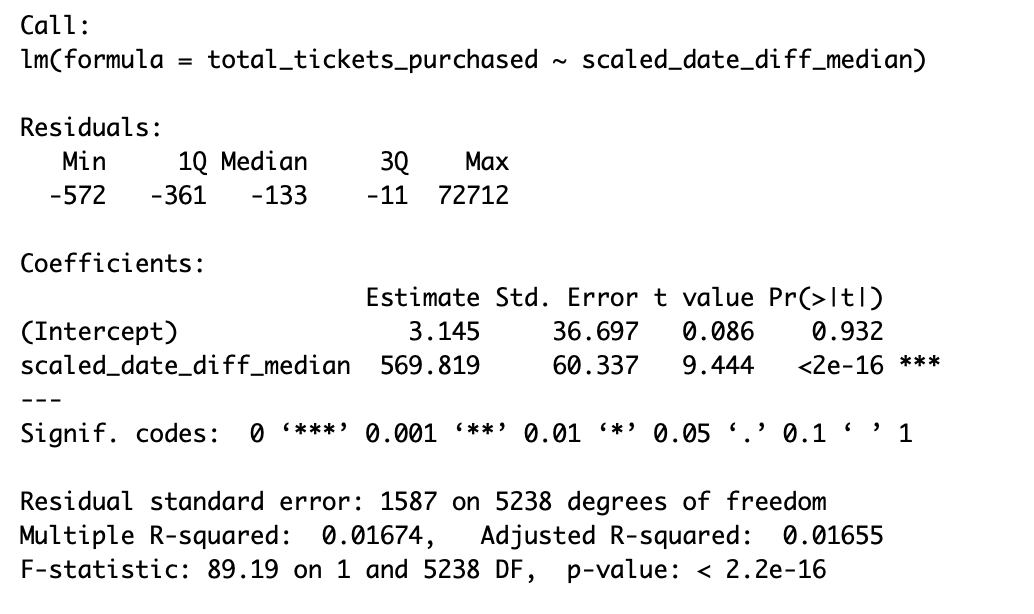 Call:
lm(formula = total_tickets_purchased ~ scaled_date_diff_median)
Residuals:
Min 1Q Median 3Q Max
-572 -361 -133 -11 72712
Coefficients:
Estimate Std. Error t value Pr(>|t|)
(Intercept) 3.145 36.697 0.086 0.932
scaled_date_diff_median 569.819 60.337 9.444 <2e-16 ***
---
Signif. codes: 0 ‘***’ 0.001 ‘**’ 0.01 ‘*’ 0.05 ‘.’ 0.1 ‘ ’ 1
Residual standard error: 1587 on 5238 degrees of freedom
Multiple R-squared: 0.01674, Adjusted R-squared: 0.01655
F-statistic: 89.19 on 1 and 5238 DF, p-value: < 2.2e-16